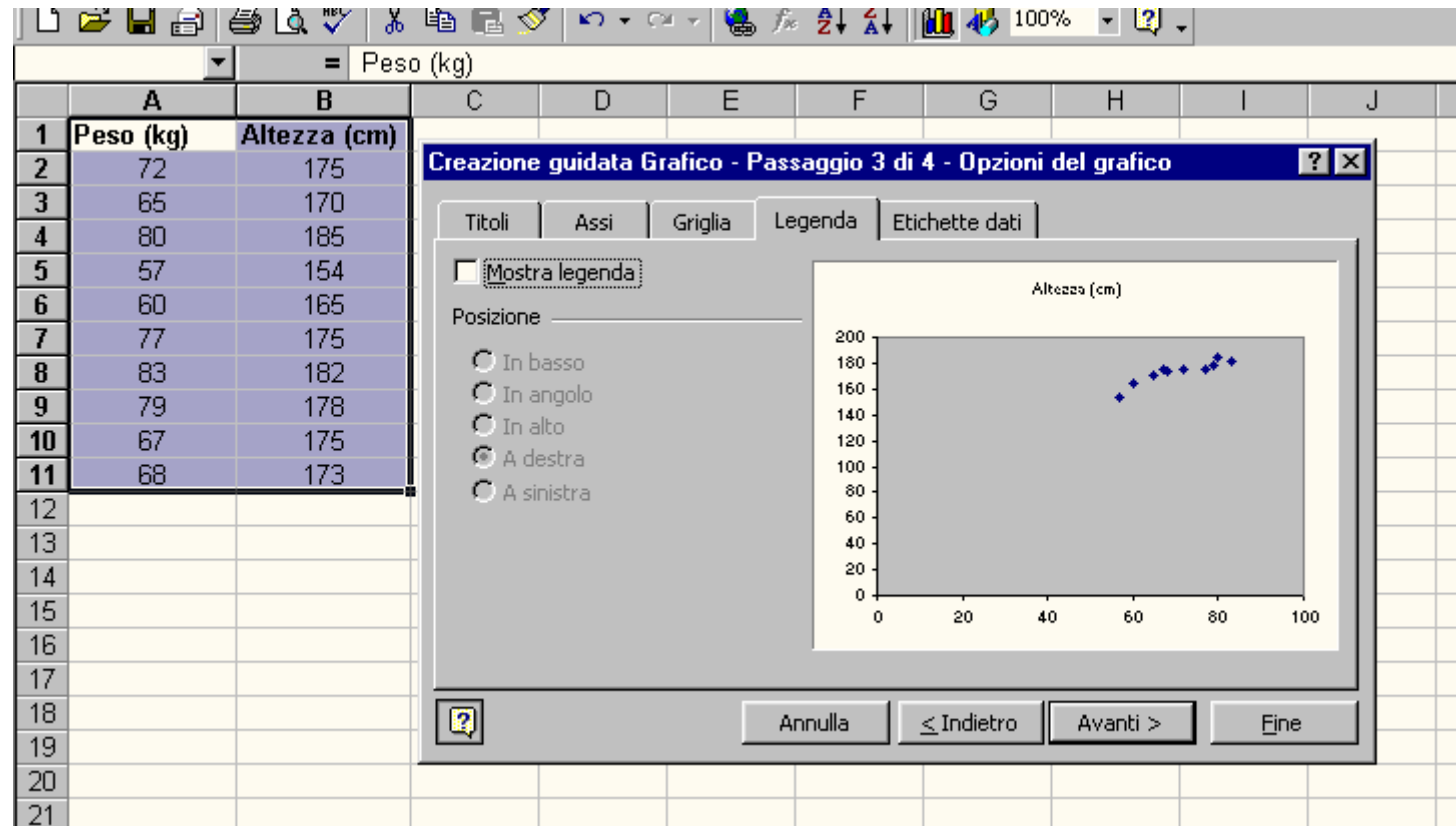 100%
= Peso (kg)
A B C D E F G H I J
1 Peso (kg) Altezza (cm)
2 72 175
3 65 170
4 80 185
5 57 154
6 60 165
7 77 175
8 83 182
9 79 178
10 67 175
11 68 173
12
13
14
15
16
17
18
19
20
21
Creazione guidata Grafico - Passaggio 3 di 4 - Opzioni del grafico
Titoli Assi Griglia Legenda Etichette dati
Mostra legenda
Posizione
In basso
In angolo
In alto
A destra
A sinistra
Altezza (cm)
200
180
160
140
120
100
80
60
40
20
0
0 20 40 60 80 100
Annulla < Indietro Avanti > Fine